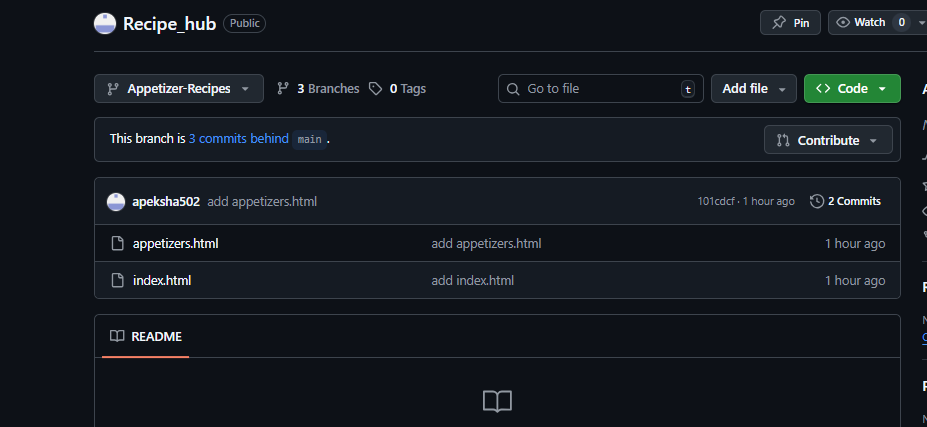 Recipe_hub Public Pin Watch 0
Appetizer-Recipes 3 Branches 0 Tags Go to file t Add file <> Code
This branch is 3 commits behind main . Contribute
apeksha502 add appetizers.html 101cdcf · 1 hour ago 2 Commits
appetizers.html add appetizers.html 1 hour ago
index.html add index.html 1 hour ago
README